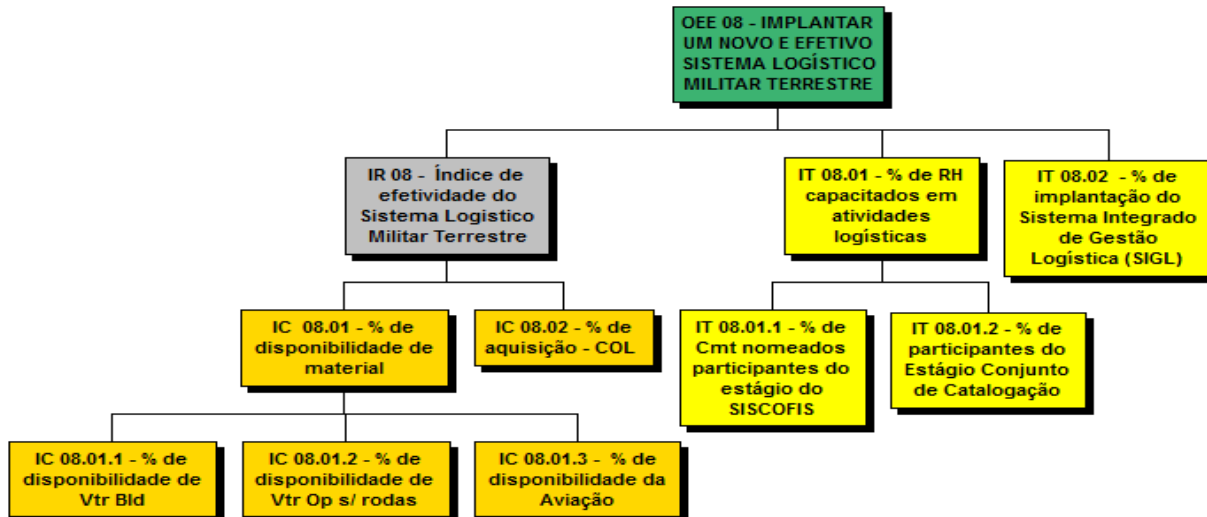 OEE 08 - IMPLANTAR
UM NOVO E EFETIVO
SISTEMA LOGÍSTICO
MILITAR TERRESTRE
IR 08 - Índice de
efetividade do
Sistema Logistico
Militar Terrestre
IT 08.01 - % de RH
capacitados em
atividades
logísticas
IT 08.02 - % de
implantação do
Sistema Integrado
de Gestão
Logística (SIGL)
IC 08.01 - % de
disponibilidade de
material
IC 08.02 - % de
aquisição - COL
IT 08.01.1 - % de
Cmt nomeados
participantes do
estágio do
SISCOFIS
IT 08.01.2 - % de
participantes do
Estágio Conjunto
de Catalogação
IC 08.01.1 - % de
disponibilidade de
Vtr Bld
IC 08.01.2 - % de
disponibilidade de
Vtr Op s/ rodas
IC 08.01.3 - % de
disponibilidade da
Aviação